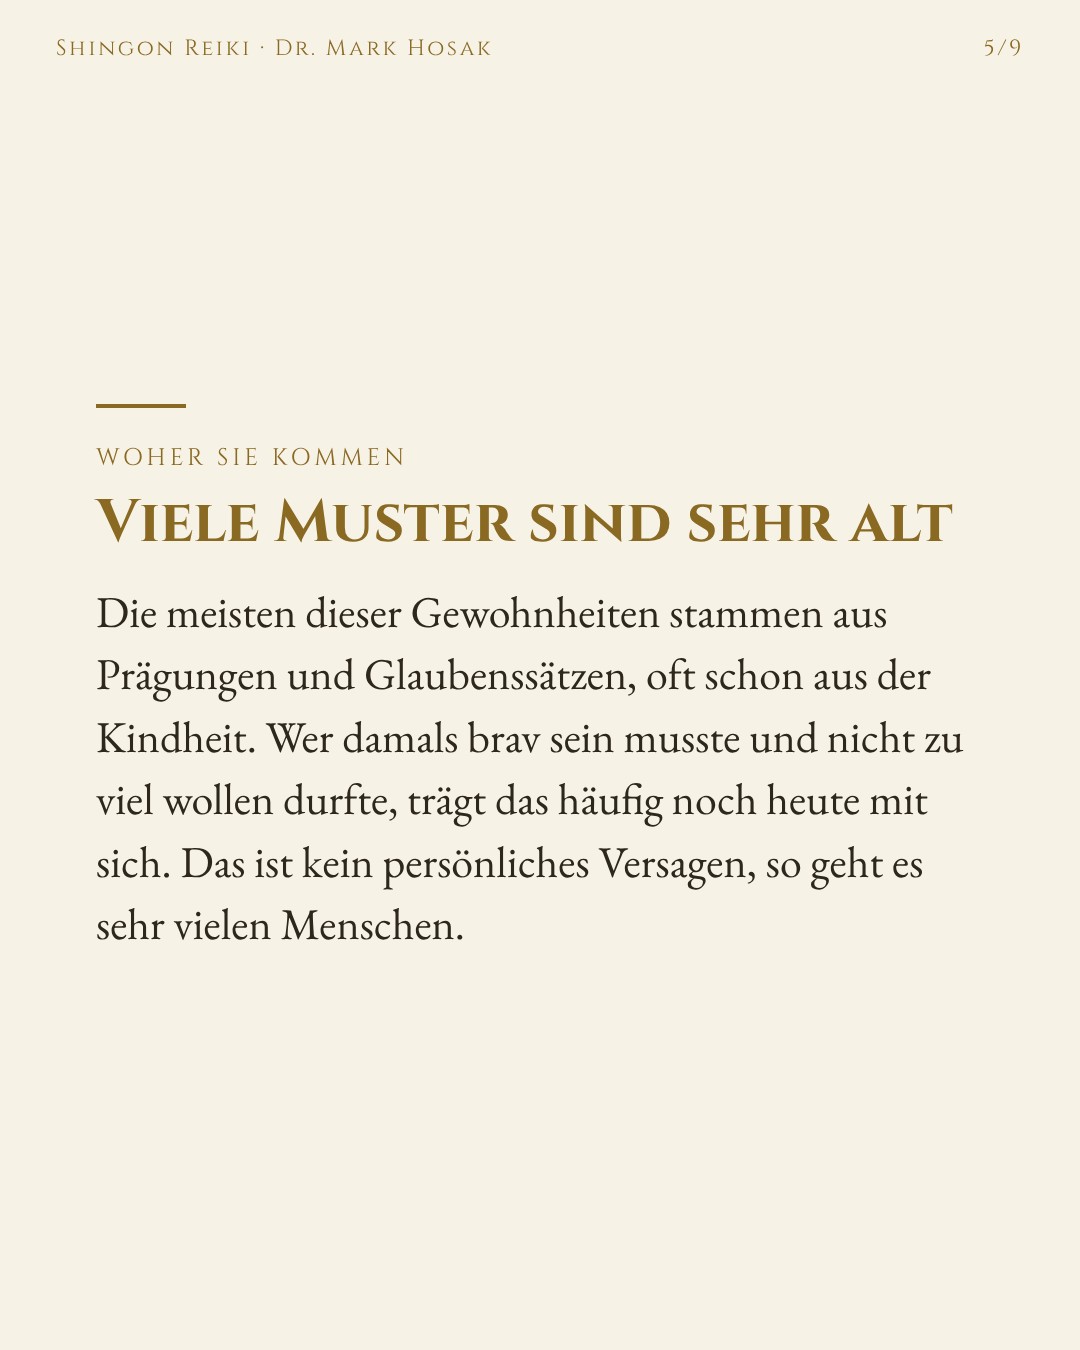 Shingon Reiki · Dr. Mark Hosak
5/9
WOHER SIE KOMMEN
Viele Muster sind sehr alt
Die meisten dieser Gewohnheiten stammen aus
Prägungen und Glaubenssätzen, oft schon aus der
Kindheit. Wer damals brav sein musste und nicht zu
viel wollen durfte, trägt das häufig noch heute mit
sich. Das ist kein persönliches Versagen, so geht es
sehr vielen Menschen.